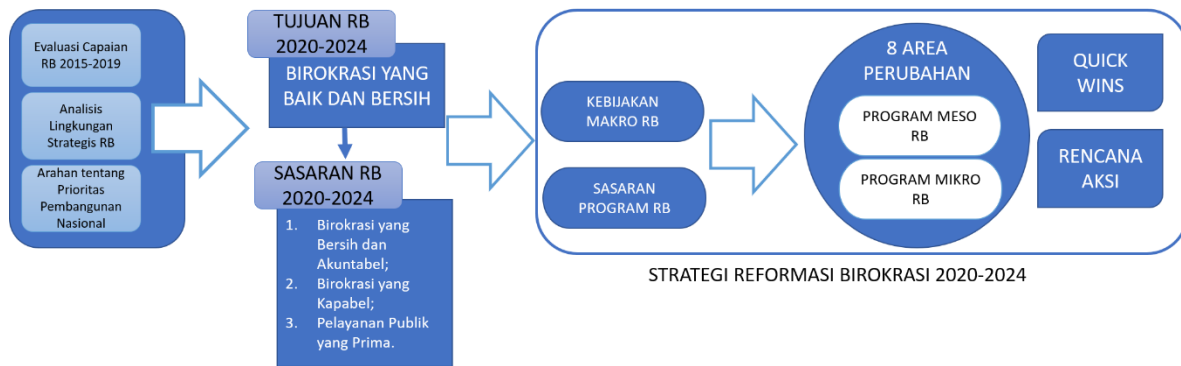 Evaluasi Capaian
RB 2015-2019
Analisis
Lingkungan
Strategis RB
Arahan tentang
Prioritas
Pembangunan
Nasional
TUJUAN RB
2020-2024
BIROKRASI YANG
BAIK DAN BERSIH
SASARAN RB
2020-2024
1. Birokrasi yang
Bersih dan
Akuntabel;
2. Birokrasi yang
Kapabel;
3. Pelayanan Publik
yang Prima.
KEBIJAKAN
MAKRO RB
SASARAN
PROGRAM RB
8 AREA
PERUBAHAN
PROGRAM MESO
RB
PROGRAM MIKRO
RB
QUICK
WINS
RENCANA
AKSI
STRATEGI REFORMASI BIROKRASI 2020-2024